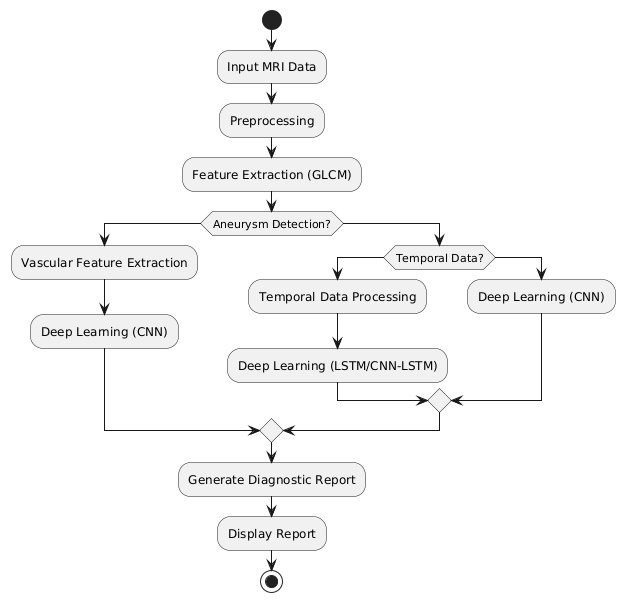 Input MRI Data
Preprocessing
Feature Extraction (GLCM)
Aneurysm Detection?
Vascular Feature Extraction
Deep Learning (CNN)
Temporal Data?
Temporal Data Processing
Deep Learning (LSTM/CNN-LSTM)
Deep Learning (CNN)
Generate Diagnostic Report
Display Report